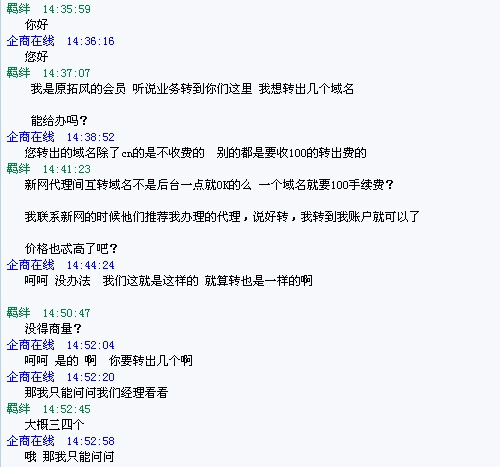 羁绊 14:35:59
你好
企商在线 14:36:16
您好
羁绊 14:37:07
我是原拓风的会员 听说业务转到你们这里 我想转出几个域名
能给办吗?
企商在线 14:38:52
您转出的域名除了cn的是不收费的 别的都是要收100的转出费的
羁绊 14:41:23
新网代理间互转域名不是后台一点就OK的么 一个域名就要100手续费?
我联系新网的时候他们推荐我办理的代理，说好转，我转到我账户就可以了
价格也忒高了吧?
企商在线 14:44:24
呵呵 没办法 我们这就是这样的 就算转也是一样的啊
羁绊 14:50:47
没得商量?
企商在线 14:52:04
呵呵 是的 啊 你要转出几个啊
企商在线 14:52:20
那我只能问问我们经理看看
羁绊 14:52:45
大概三四个
企商在线 14:52:58
哦 那我只能问问